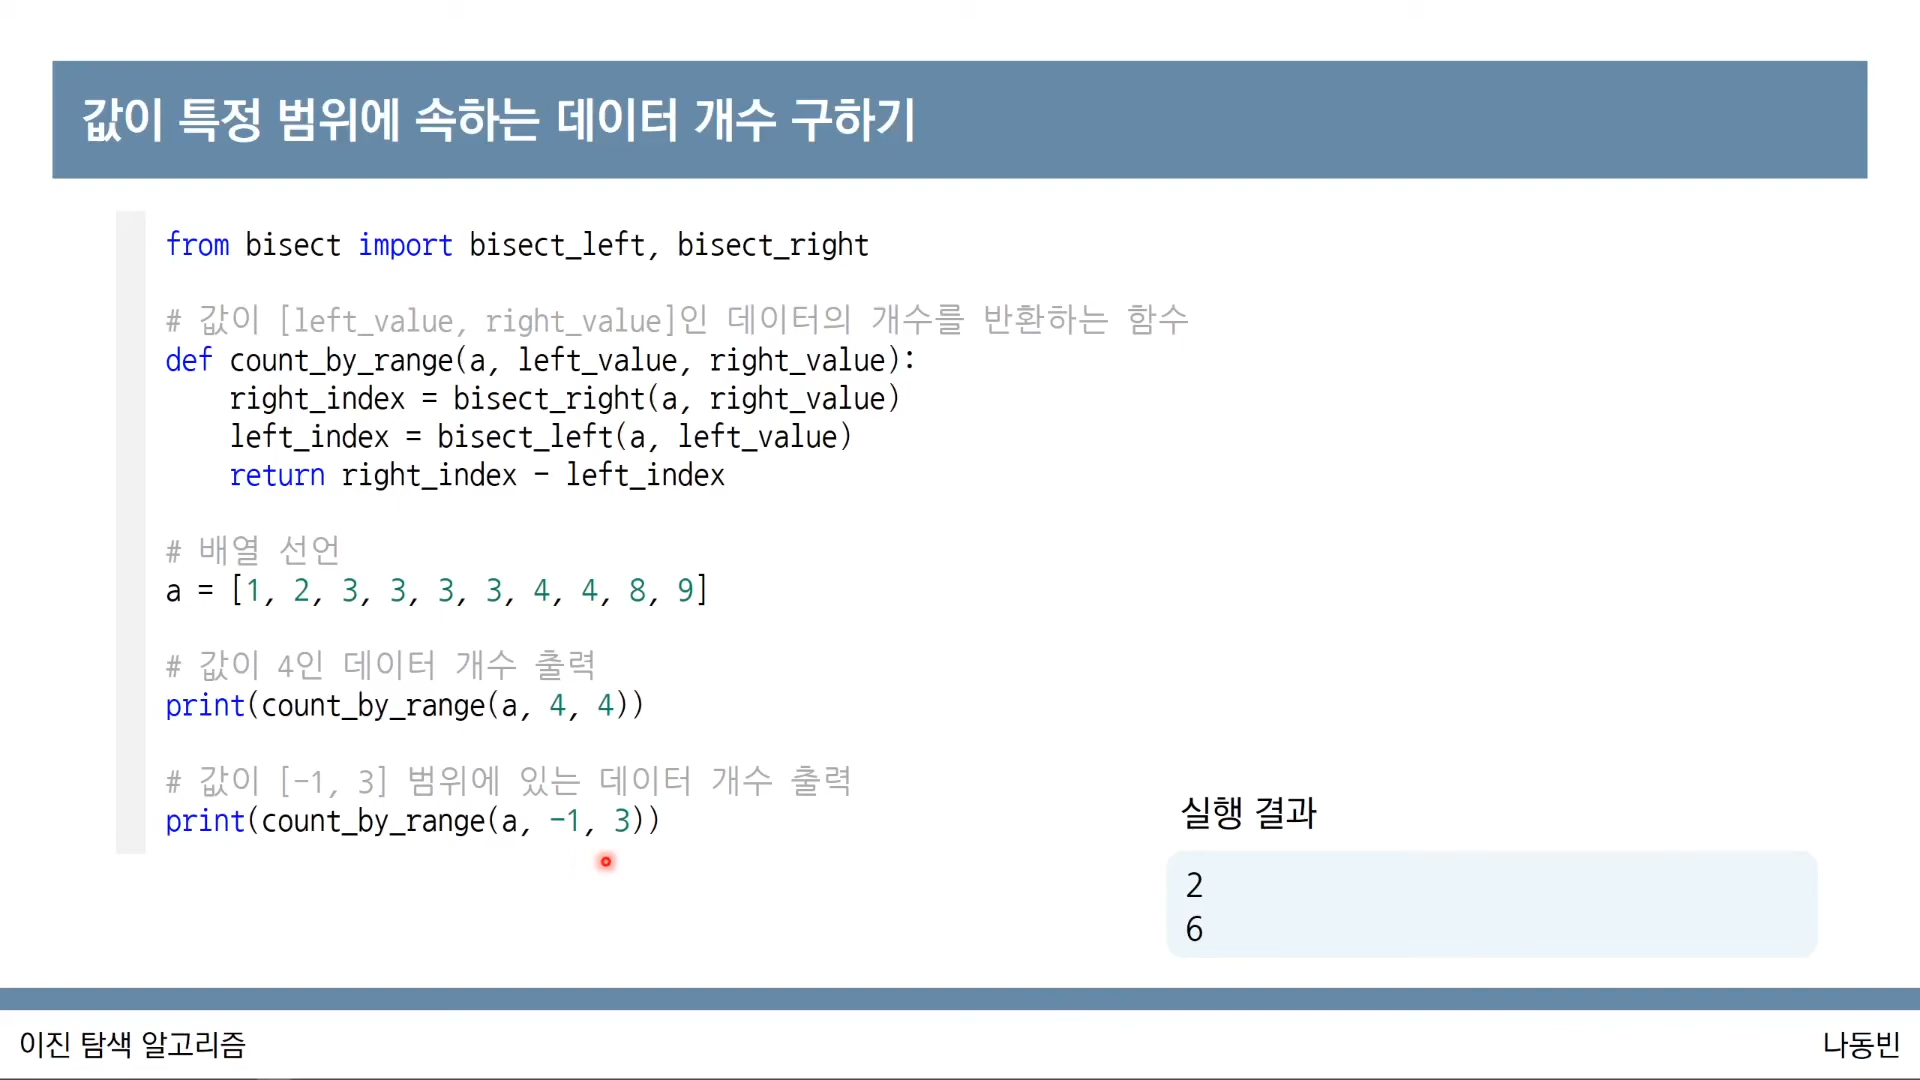 값이 특정 범위에 속하는 데이터 개수 구하기
from bisect import bisect_left, bisect_right
# 값이 [left_value, right_value]인 데이터의 개수를 반환하는 함수
def count_by_range(a, left_value, right_value):
    right_index = bisect_right(a, right_value)
    left_index = bisect_left(a, left_value)
    return right_index - left_index
# 배열 선언
a = [1, 2, 3, 3, 3, 3, 4, 4, 8, 9]
# 값이 4인 데이터 개수 출력
print(count_by_range(a, 4, 4))
# 값이 [-1, 3] 범위에 있는 데이터 개수 출력
print(count_by_range(a, -1, 3))
실행 결과
2
6
이진 탐색 알고리즘
나동빈